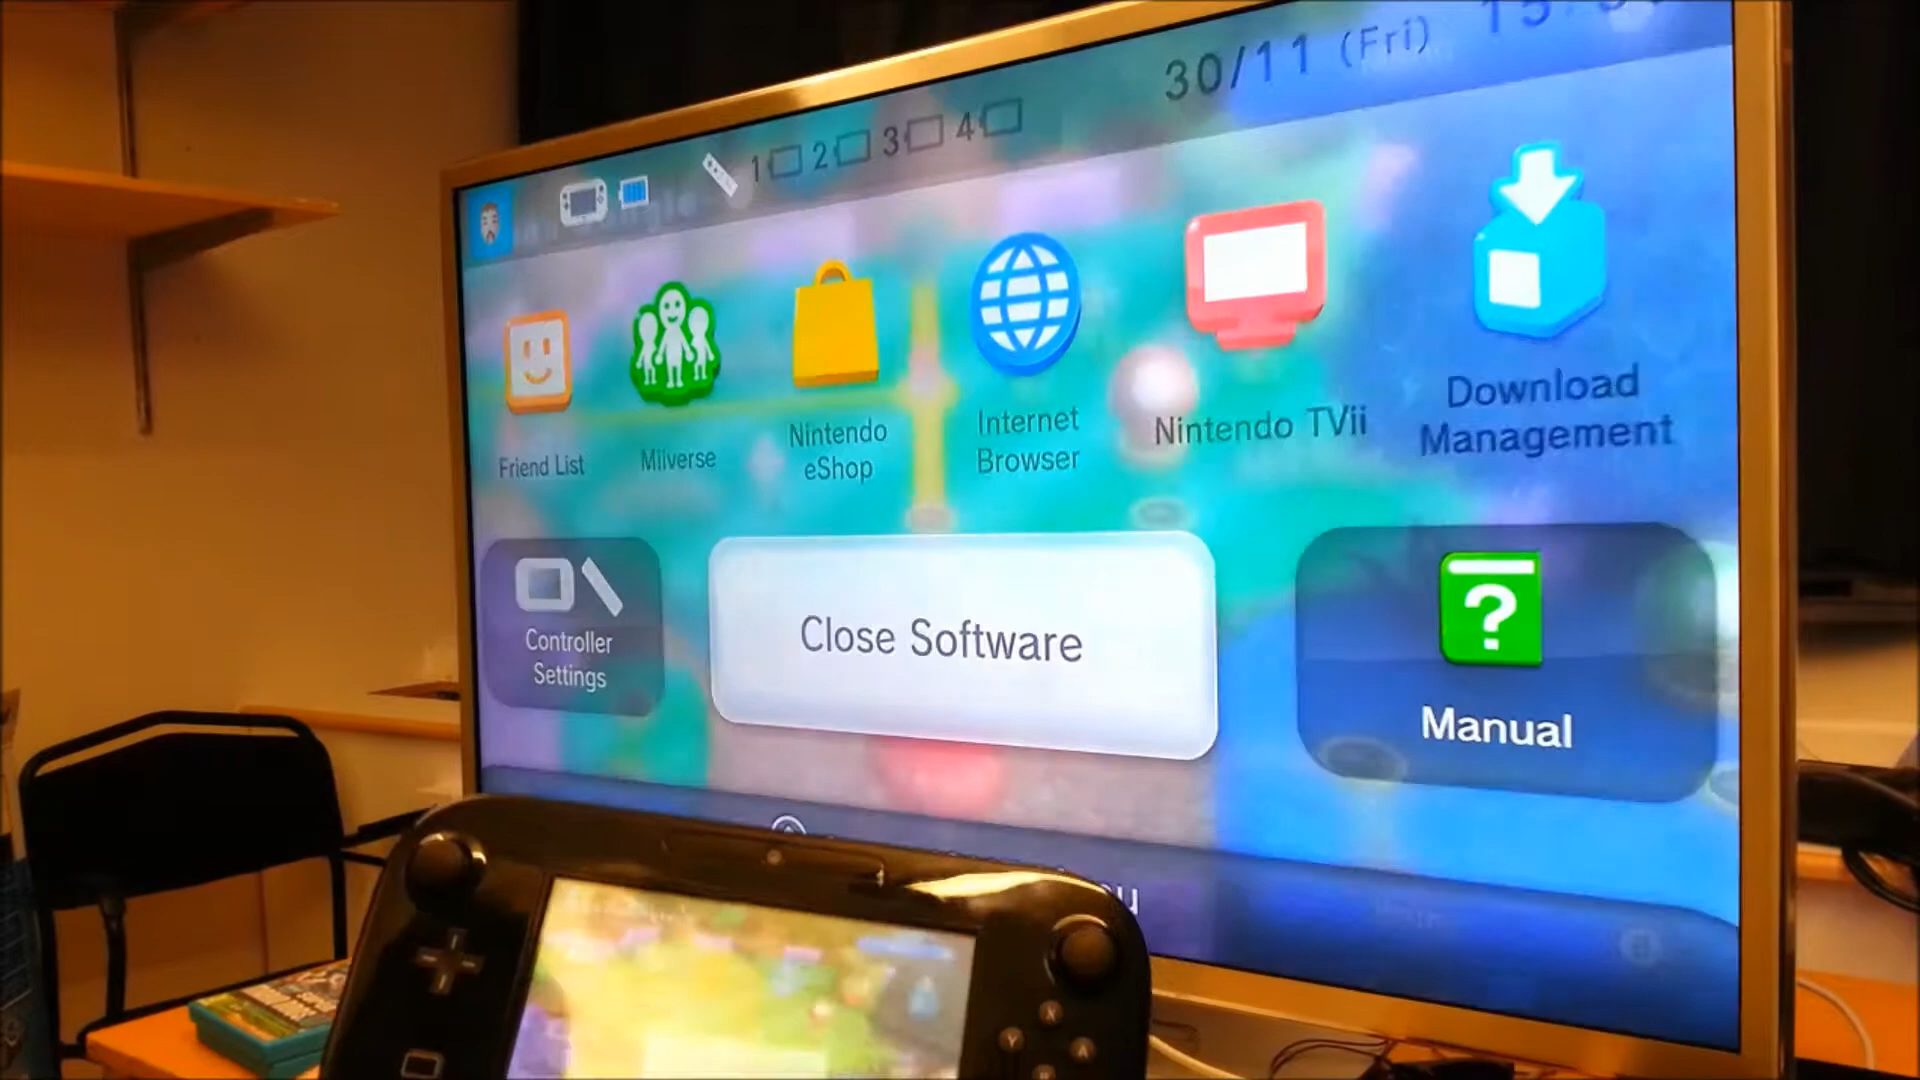 30/11 (Fri)
1 2 3 4
Friend List
Miiverse
Nintendo
eShop
Internet
Browser
Nintendo TVii
Download
Management
Controller
Settings
Close Software
Manual
X
Y
A